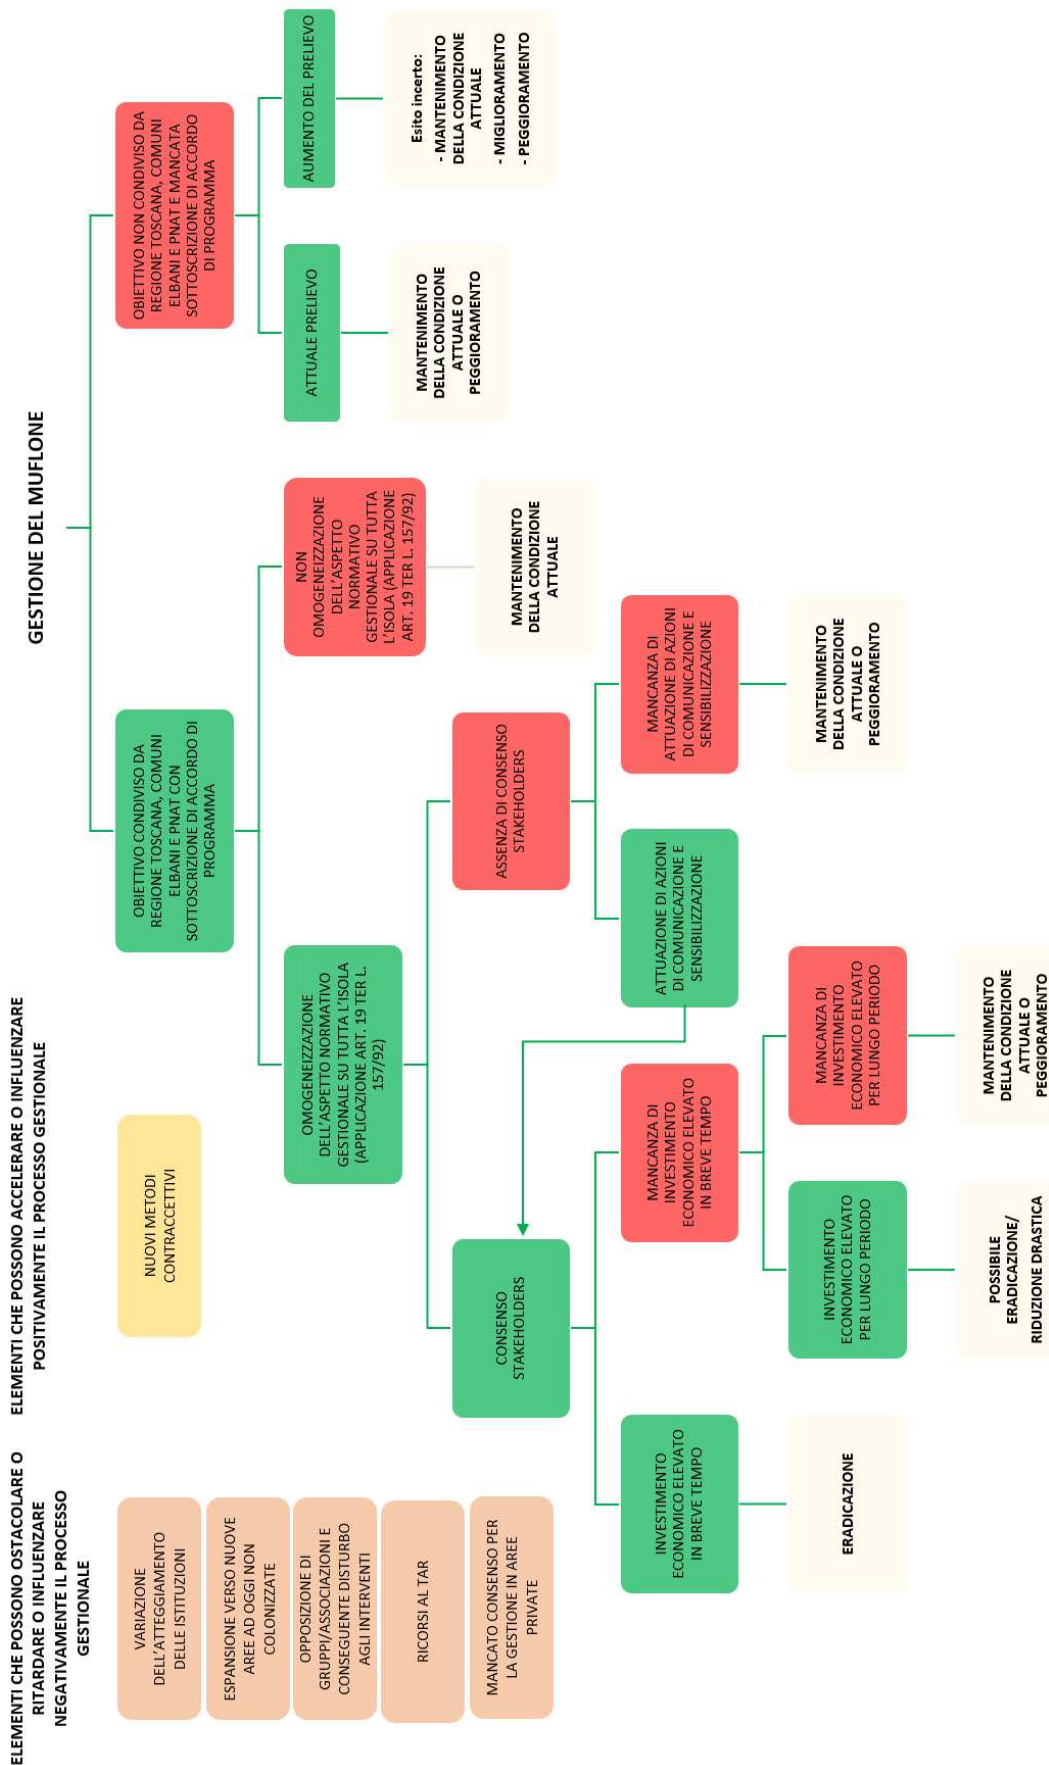 GESTIONE DEL MUFLONE
ELEMENTI CHE POSSONO OSTACOLARE O
RITARDARE O INFLUENZARE
NEGATIVAMENTE IL PROCESSO
GESTIONALE
VARIAZIONE
DELL'ATTEGGIAMENTO
DELLE ISTITUZIONI
ESPANSIONE VERSO NUOVE
AREE AD OGGI NON
COLONIZZATE
OPPOSIZIONE DI
GRUPPI/ASSOCIAZIONI E
CONSEGUENTE DISTURBO
AGLI INTERVENTI
RICORSI AL TAR
MANCATO CONSENSO PER
LA GESTIONE IN AREE
PRIVATE
ELEMENTI CHE POSSONO ACCELERARE O INFLUENZARE
POSITIVAMENTE IL PROCESSO GESTIONALE
NUOVI METODI
CONTRACCETTIVI
OBIETTIVO CONDIVISO DA
REGIONE TOSCANA, COMUNI
ELBANI E PNAT CON
SOTTOSCRIZIONE DI ACCORDO DI
PROGRAMMA
OBIETTIVO NON CONDIVISO DA
REGIONE TOSCANA, COMUNI
ELBANI E PNAT E MANCATA
SOTTOSCRIZIONE DI ACCORDO
DI PROGRAMMA
OMOGENEIZZAZIONE
DELL'ASPETTO NORMATIVO
GESTIONALE SU TUTTA L'ISOLA
(APPLICAZIONE ART. 19 TER L.
157/92)
NON
OMOGENEIZZAZIONE
DELL'ASPETTO
NORMATIVO
GESTIONALE SU TUTTA
L'ISOLA (APPLICAZIONE
ART. 19 TER L. 157/92)
ATTUALE PRELIEVO
AUMENTO DEL PRELIEVO
MANTENIMENTO
DELLA CONDIZIONE
ATTUALE O
PEGGIORAMENTO
Esito incerto:
- MANTENIMENTO
DELLA CONDIZIONE
ATTUALE
- MIGLIORAMENTO
- PEGGIORAMENTO
CONSENSO
STAKEHOLDERS
ASSENZA DI CONSENSO
STAKEHOLDERS
MANTENIMENTO
DELLA CONDIZIONE
ATTUALE
INVESTIMENTO
ECONOMICO ELEVATO
IN BREVE TEMPO
MANCANZA DI
INVESTIMENTO
ECONOMICO ELEVATO
IN BREVE TEMPO
ATTUAZIONE DI AZIONI
DI COMUNICAZIONE E
SENSIBILIZZAZIONE
MANCANZA DI
ATTUAZIONE DI AZIONI
DI COMUNICAZIONE E
SENSIBILIZZAZIONE
ERADICAZIONE
INVESTIMENTO
ECONOMICO ELEVATO
PER LUNGO PERIODO
MANCANZA DI
INVESTIMENTO
ECONOMICO ELEVATO
PER LUNGO PERIODO
MANTENIMENTO
DELLA CONDIZIONE
ATTUALE O
PEGGIORAMENTO
POSSIBILE
ERADICAZIONE/
RIDUZIONE DRASTICA
MANTENIMENTO
DELLA CONDIZIONE
ATTUALE O
PEGGIORAMENTO